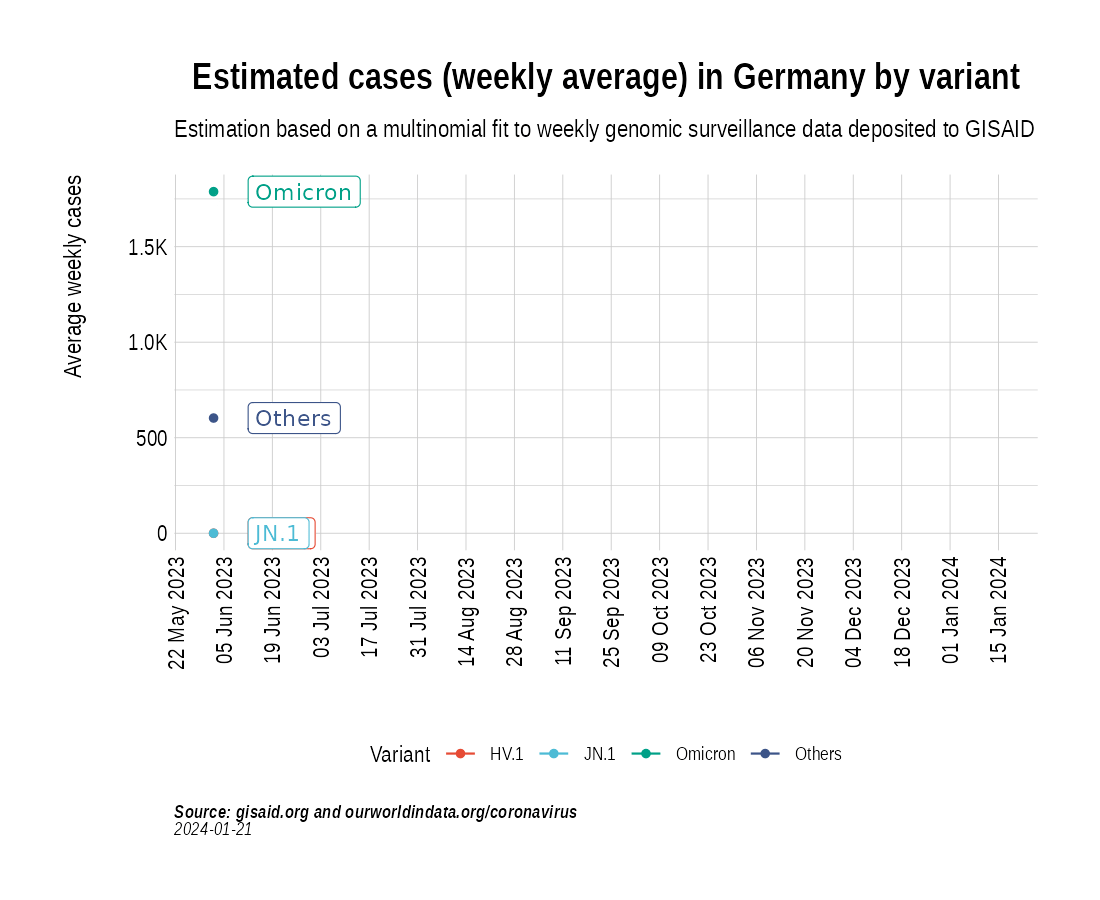 Estimated cases (weekly average) in Germany by variant
Estimation based on a multinomial fit to weekly genomic surveillance data deposited to GISAID
Average weekly cases
1.5K
1.0K
500
0
Omicron
Others
JN.1
22 May 2023
05 Jun 2023
19 Jun 2023
03 Jul 2023
17 Jul 2023
31 Jul 2023
14 Aug 2023
28 Aug 2023
11 Sep 2023
25 Sep 2023
09 Oct 2023
23 Oct 2023
06 Nov 2023
20 Nov 2023
04 Dec 2023
18 Dec 2023
01 Jan 2024
15 Jan 2024
Variant HV.1 JN.1 Omicron Others
Source: gisaid.org and ourworldindata.org/coronavirus
2024-01-21